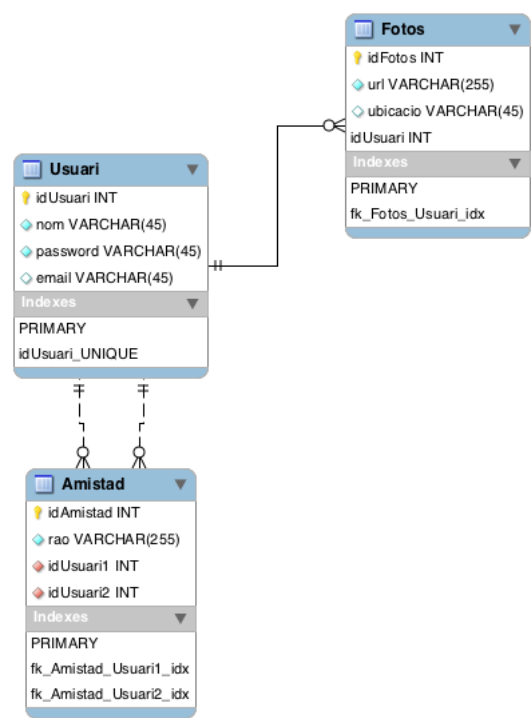 Fotos
idFotos INT
url VARCHAR(255)
ubicacio VARCHAR(45)
idUsuari INT
Indexes
PRIMARY
fk_Fotos_Usuari_idx
Usuari
idUsuari INT
nom VARCHAR(45)
password VARCHAR(45)
email VARCHAR(45)
Indexes
PRIMARY
idUsuari_UNIQUE
Amistad
idAmistad INT
rao VARCHAR(255)
idUsuari1 INT
idUsuari2 INT
Indexes
PRIMARY
fk_Amistad_Usuari1_idx
fk_Amistad_Usuari2_idx